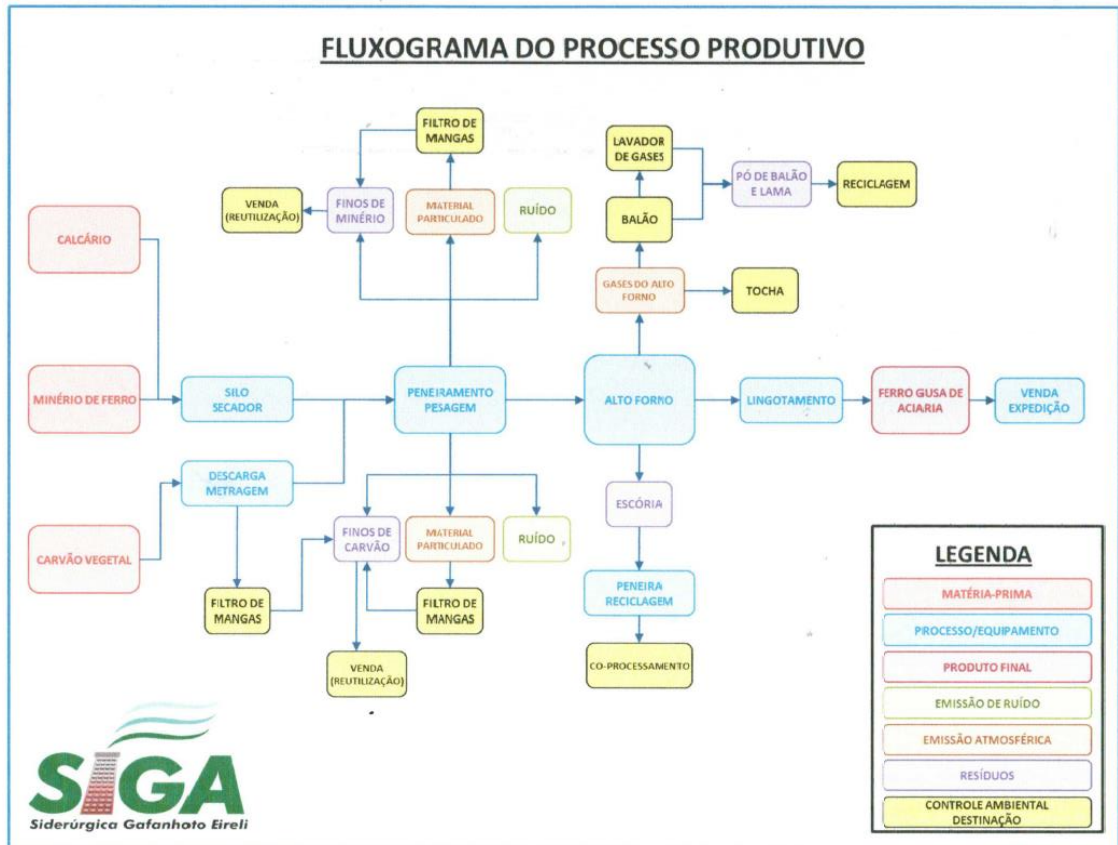 FLUXOGRAMA DO PROCESSO PRODUTIVO
FILTRO DE
MANGAS
LAVADOR
DE GASES
VENDA
(REUTILIZAÇÃO)
FINOS DE
MINÉRIO
MATERIAL
PARTICULADO
RUÍDO
BALÃO
PÓ DE BALÃO
E LAMA
RECICLAGEM
CALCÁRIO
GASES DO ALTO
FORNO
TOCHA
MINÉRIO DE FERRO
SILO
SECADOR
PENEIRAMENTO
PESAGEM
ALTO FORNO
LINGOTAMENTO
FERRO GUSA DE
ACIARIA
VENDA
EXPEDIÇÃO
DESCARGA
METRAGEM
CARVÃO VEGETAL
FINOS DE
CARVÃO
MATERIAL
PARTICULADO
RUÍDO
ESCÓRIA
FILTRO DE
MANGAS
FILTRO DE
MANGAS
PENEIRA
RECICLAGEM
VENDA
(REUTILIZAÇÃO)
CO-PROCESSAMENTO
LEGENDA
MATÉRIA-PRIMA
PROCESSO/EQUIPAMENTO
PRODUTO FINAL
EMISSÃO DE RUÍDO
EMISSÃO ATMOSFÉRICA
RESÍDUOS
CONTROLE AMBIENTAL
DESTINAÇÃO
SIGA
Siderúrgica Gafanhoto Eireli